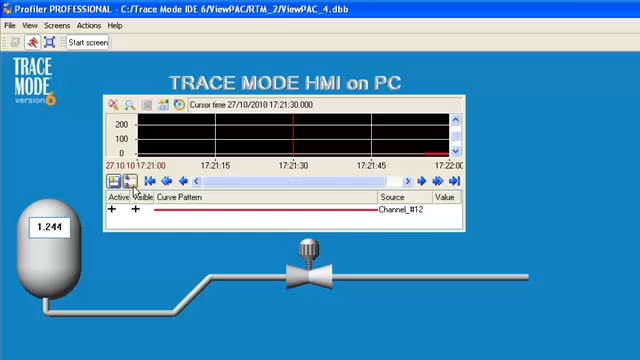 Profiler PROFESSIONAL - C:/Trace Mode IDE 6/ViewPAC/RTM_2/ViewPAC_4.dbb
File View Screens Actions Help
Start screen
TRACE MODE
version 6
TRACE MODE HMI on PC
Cursor time 27/10/2010 17:21:30.000
200
100
0
27.10.10 17:21:00 17:21:15 17:21:30 17:21:45 17:22:00
Active Visible Curve Pattern Source Value
Channel_#12
1.244